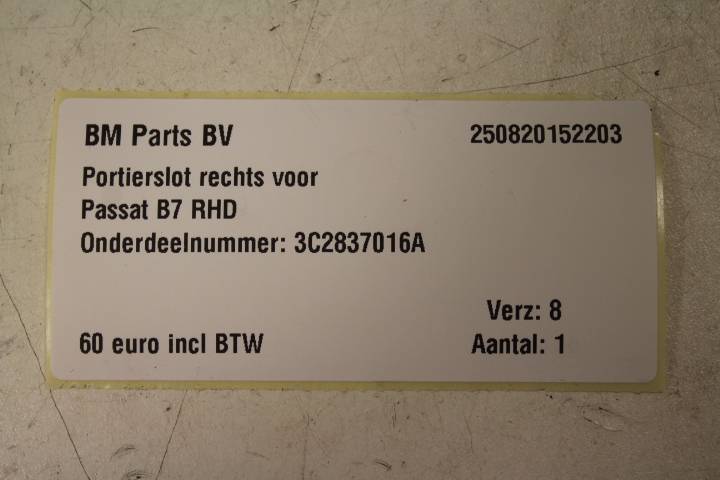 BM Parts BV 250820152203
Portierslot rechts voor
Passat B7 RHD
Onderdeelnummer: 3C2837016A
Verz: 8
60 euro incl BTW Aantal: 1